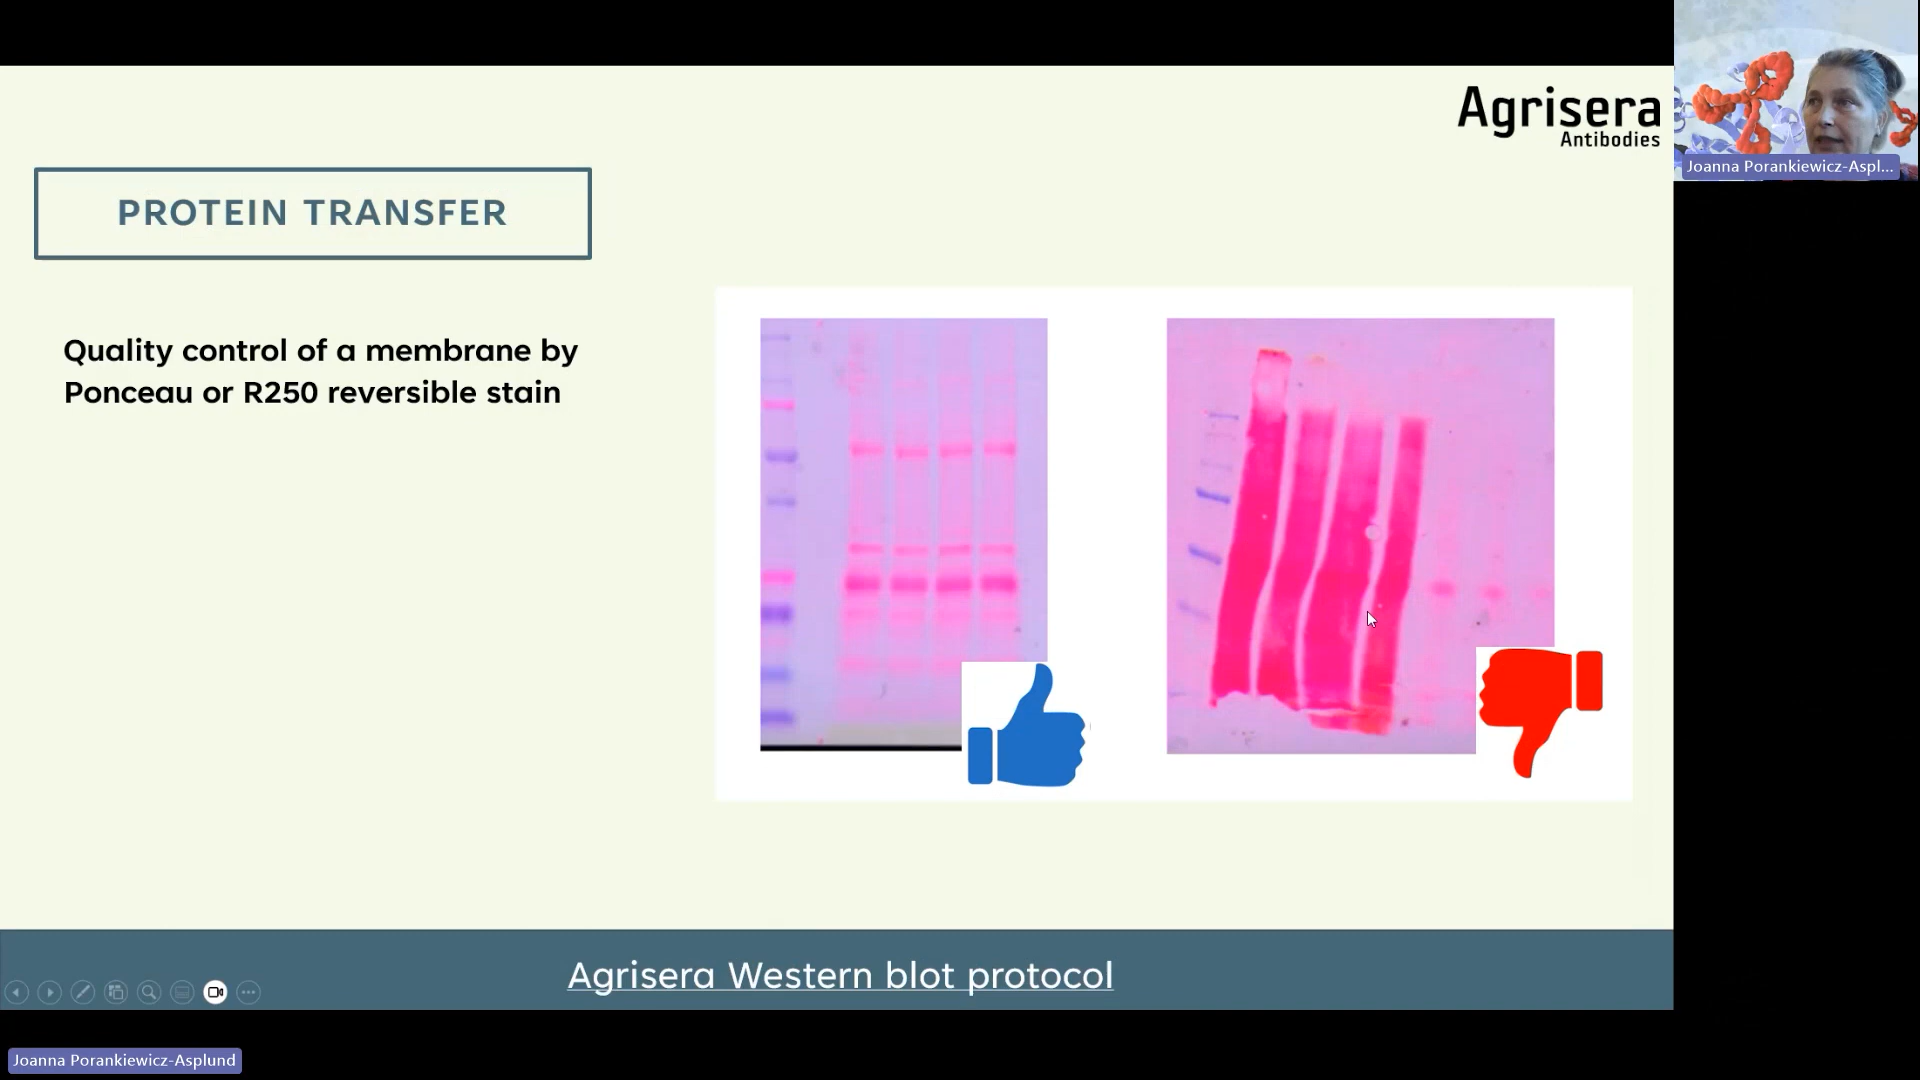 Agrisera
Antibodies
Joanna Porankiewicz-Aspl...
PROTEIN TRANSFER
Quality control of a membrane by
Ponceau or R250 reversible stain
Agrisera Western blot protocol
Joanna Porankiewicz-Asplund